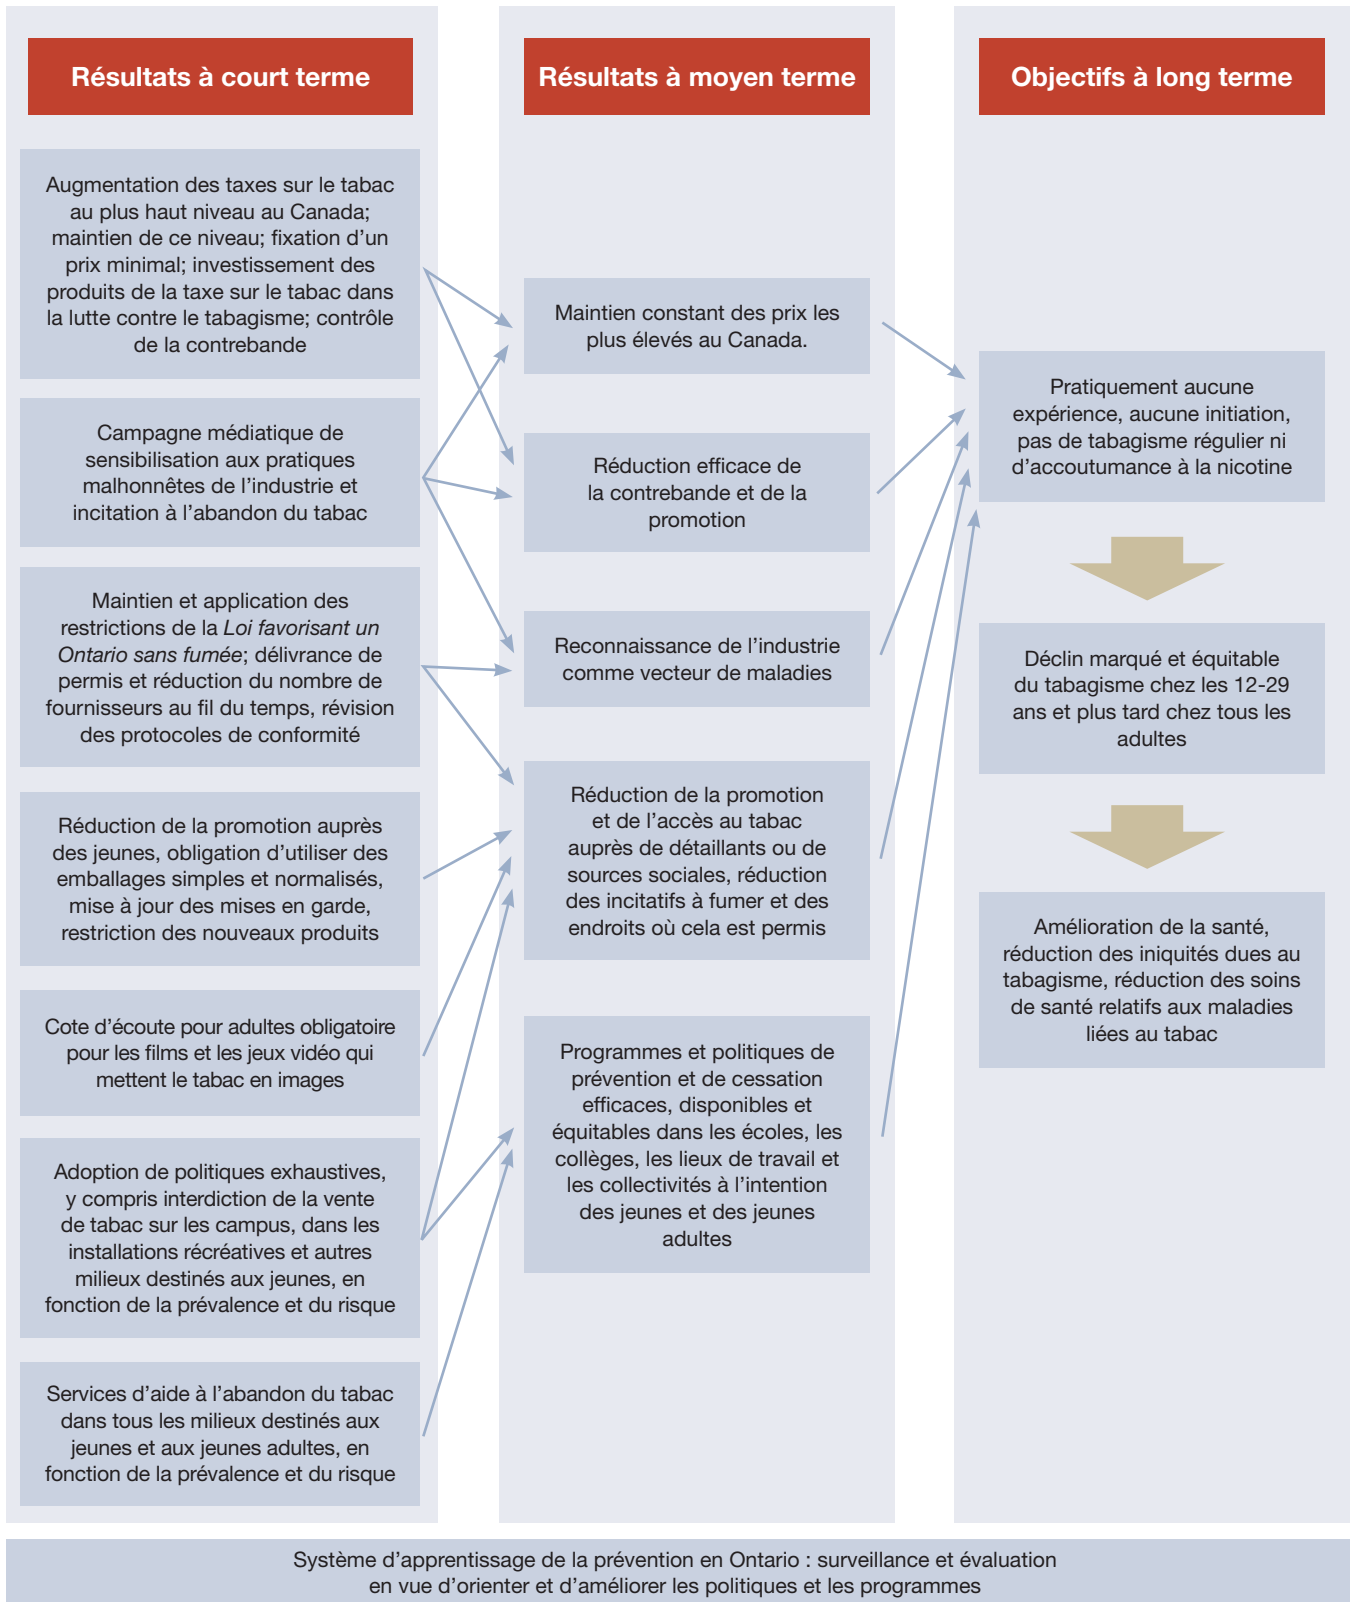 Résultats à court terme
Augmentation des taxes sur le tabac
au plus haut niveau au Canada;
maintien de ce niveau; fixation d’un
prix minimal; investissement des
produits de la taxe sur le tabac dans
la lutte contre le tabagisme; contrôle
de la contrebande
Campagne médiatique de
sensibilisation aux pratiques
malhonnêtes de l’industrie et
incitation à l’abandon du tabac
Maintien et application des
restrictions de la Loi favorisant un
Ontario sans fumée; délivrance de
permis et réduction du nombre de
fournisseurs au fil du temps, révision
des protocoles de conformité
Réduction de la promotion auprès
des jeunes, obligation d’utiliser des
emballages simples et normalisés,
mise à jour des mises en garde,
restriction des nouveaux produits
Cote d’écoute pour adultes obligatoire
pour les films et les jeux vidéo qui
mettent le tabac en images
Adoption de politiques exhaustives,
y compris interdiction de la vente
de tabac sur les campus, dans les
installations récréatives et autres
milieux destinés aux jeunes, en
fonction de la prévalence et du risque
Services d’aide à l’abandon du tabac
dans tous les milieux destinés aux
jeunes et aux jeunes adultes, en
fonction de la prévalence et du risque
Résultats à moyen terme
Maintien constant des prix les
plus élevés au Canada.
Réduction efficace de
la contrebande et de la
promotion
Reconnaissance de l’industrie
comme vecteur de maladies
Réduction de la promotion
et de l’accès au tabac
auprès de détaillants ou de
sources sociales, réduction
des incitatifs à fumer et des
endroits où cela est permis
Programmes et politiques de
prévention et de cessation
efficaces, disponibles et
équitables dans les écoles, les
collèges, les lieux de travail et
les collectivités à l’intention
des jeunes et des jeunes
adultes
Objectifs à long terme
Pratiquement aucune
expérience, aucune initiation,
pas de tabagisme régulier ni
d’accoutumance à la nicotine
Déclin marqué et équitable
du tabagisme chez les 12-29
ans et plus tard chez tous les
adultes
Amélioration de la santé,
réduction des iniquités dues au
tabagisme, réduction des soins
de santé relatifs aux maladies
liées au tabac
Système d’apprentissage de la prévention en Ontario : surveillance et évaluation
en vue d’orienter et d’améliorer les politiques et les programmes